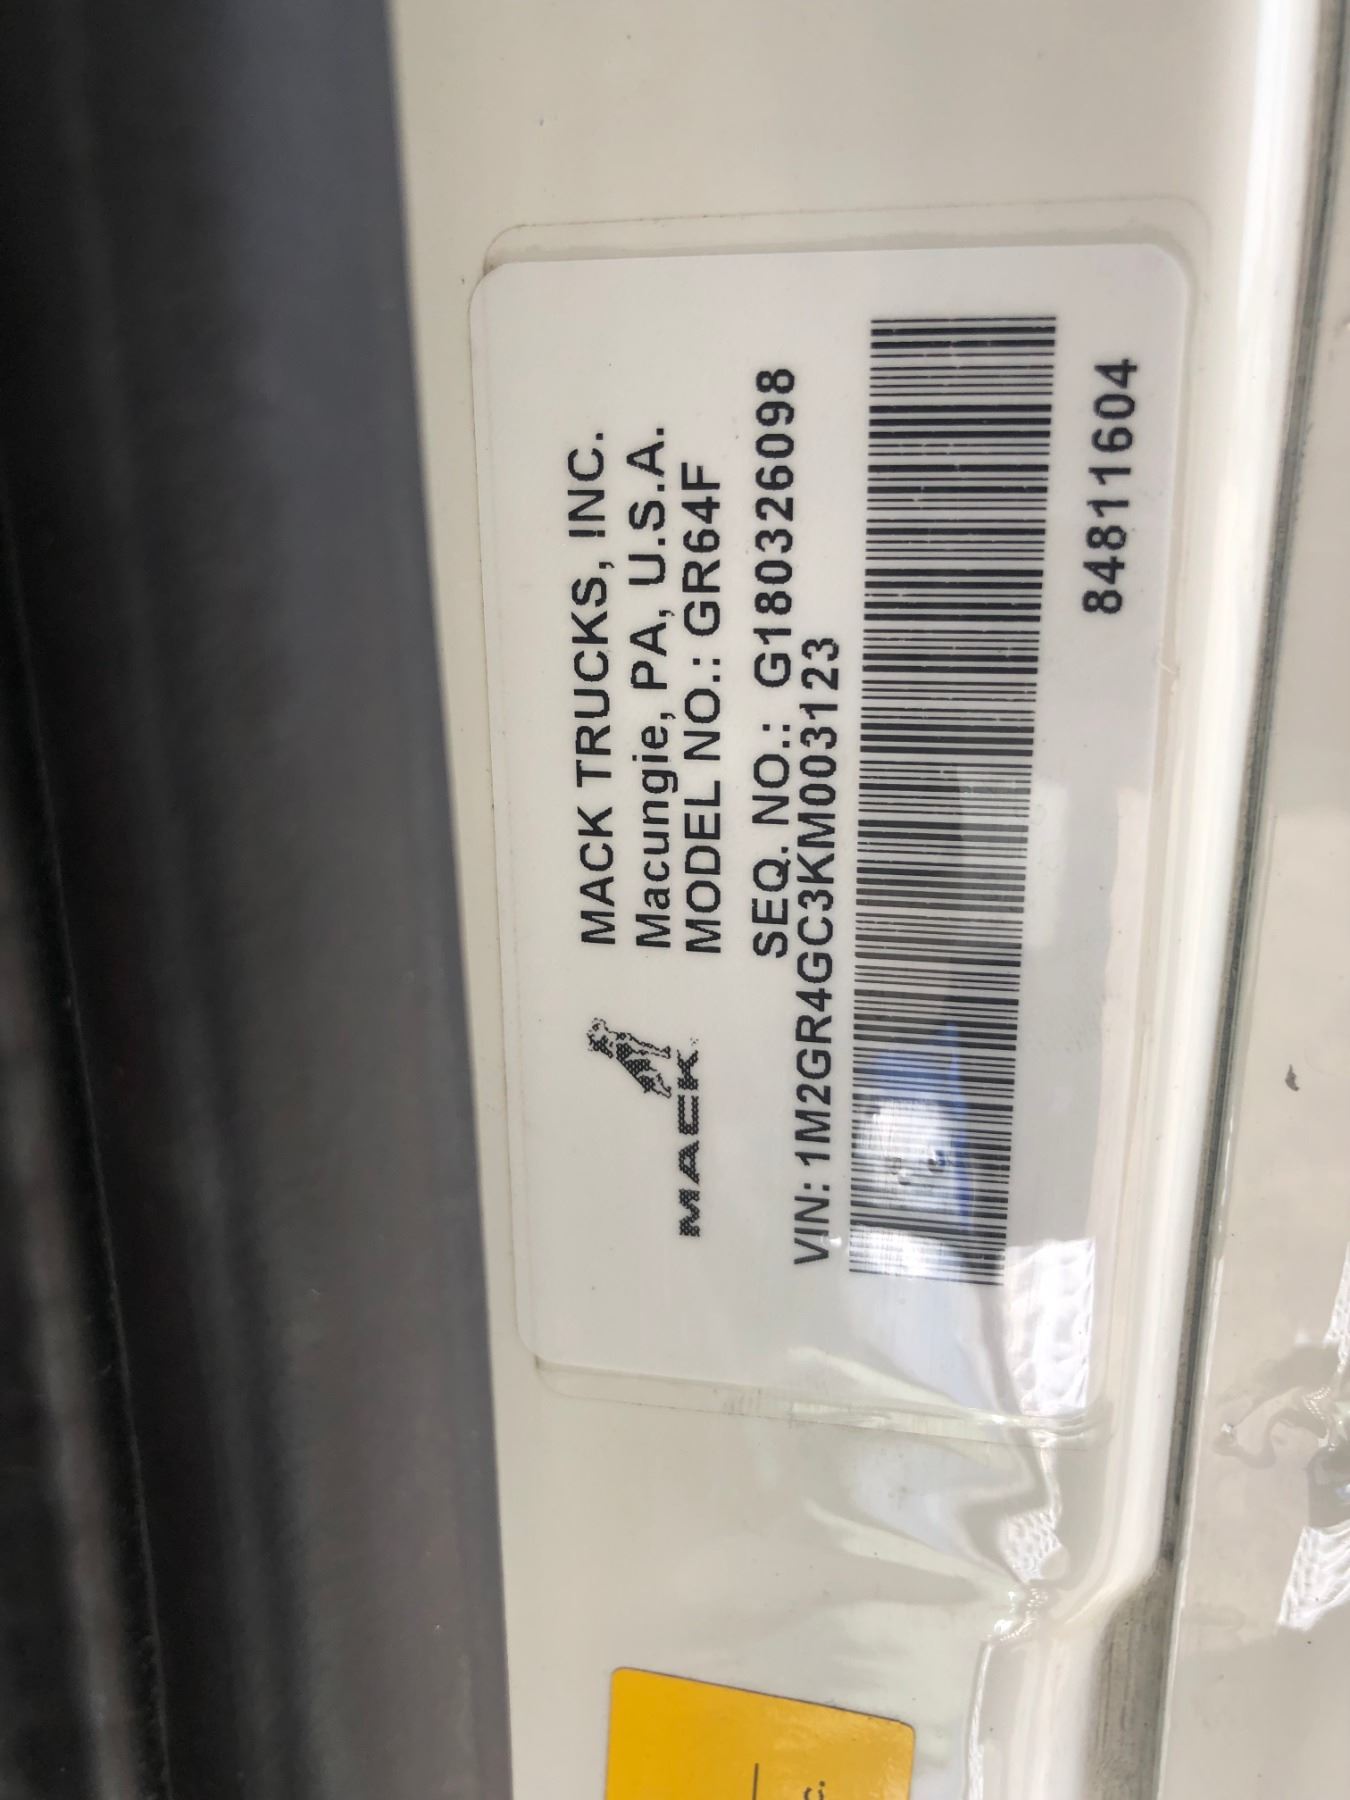 MACK
MACK TRUCKS, INC.
Macungie, PA, U.S.A.
MODEL NO.: GR64F
SEQ. NO.: G180326098
VIN: 1M2GR4GC3KM003123
84811604
c.